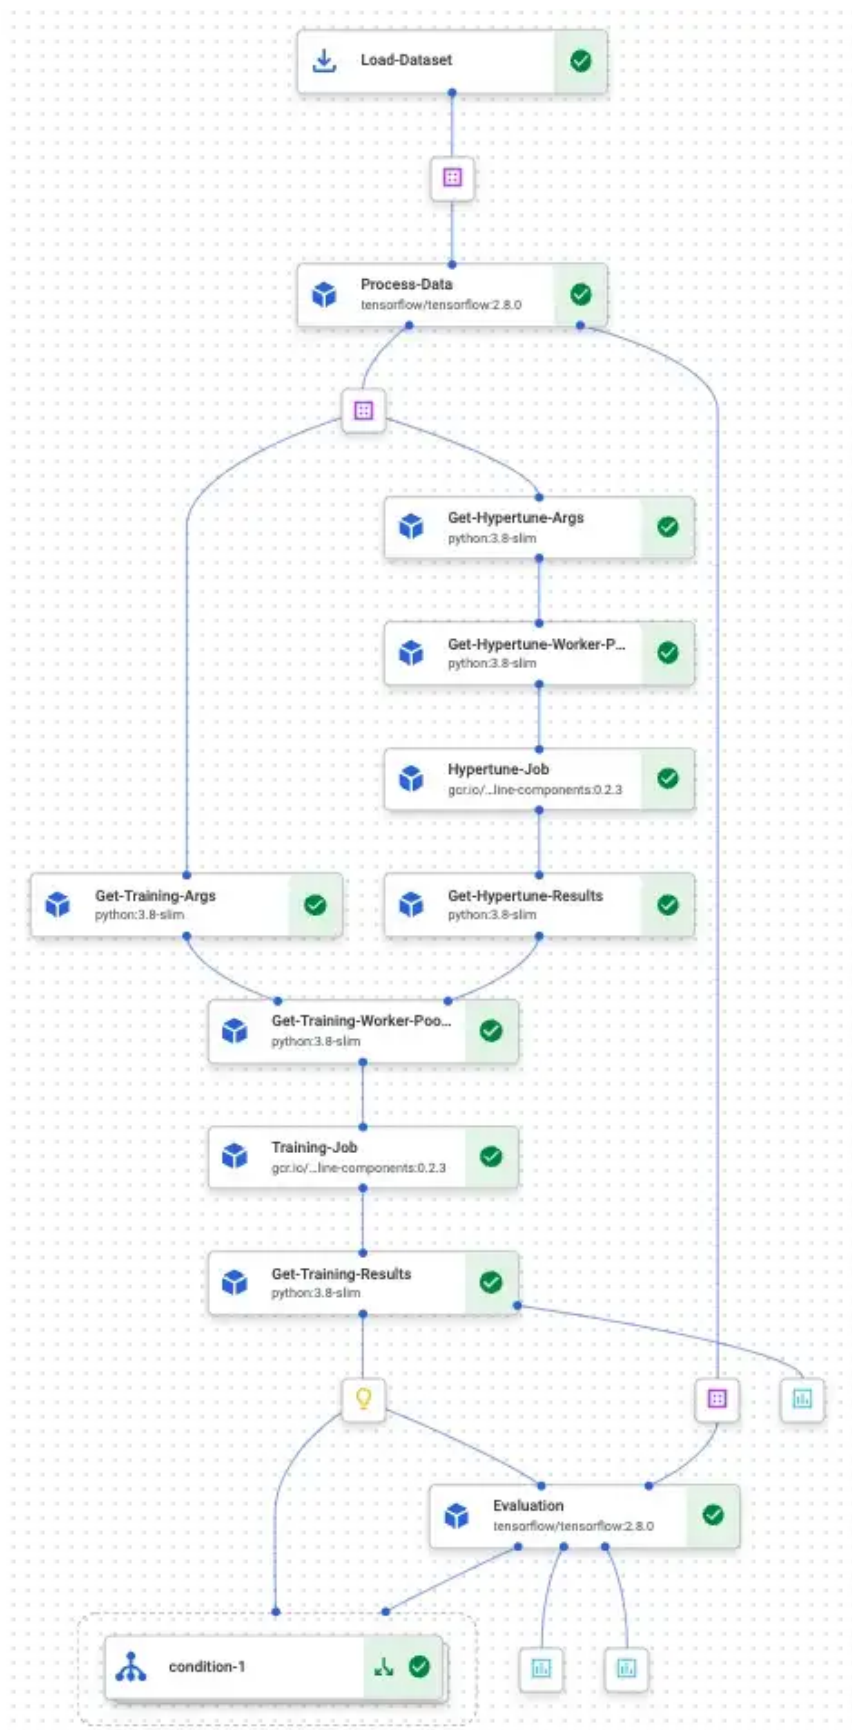 Load-Dataset
Process-Data
tensorflow/tensorflow:2.8.0
Get-Hypertune-Args
python:3.8-slim
Get-Hypertune-Worker-P...
python:3.8-slim
Hypertune-Job
gcr.io/...line-components:0.2.3
Get-Training-Args
python:3.8-slim
Get-Hypertune-Results
python:3.8-slim
Get-Training-Worker-Poo...
python:3.8-slim
Training-Job
gcr.io/...line-components:0.2.3
Get-Training-Results
python:3.8-slim
Evaluation
tensorflow/tensorflow:2.8.0
condition-1